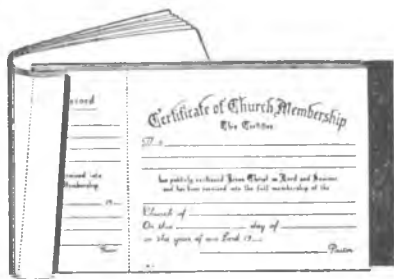 Record
Certificate of Church Membership
This Certifies
has publicly confessed Jesus Christ as Lord and Saviour
and has been received into the full membership of the
received into
Membership
Church of
19
On this day of
in the year of our Lord 19
Pastor
Pastor